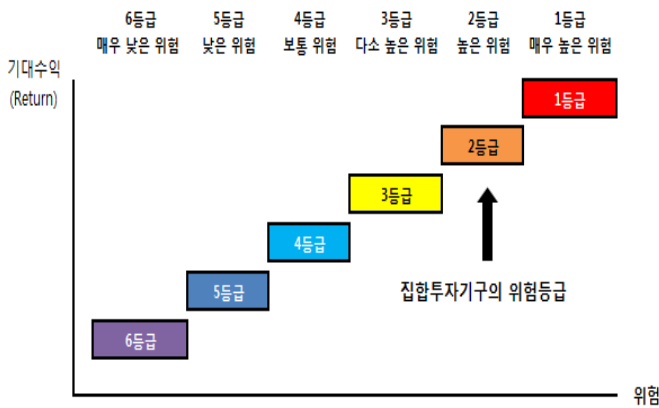 6등급 5등급 4등급 3등급 2등급 1등급
매우 낮은 위험 낮은 위험 보통 위험 다소 높은 위험 높은 위험 매우 높은 위험
기대수익
(Return)
1등급
2등급
3등급
4등급
집합투자기구의 위험등급
5등급
6등급
위험